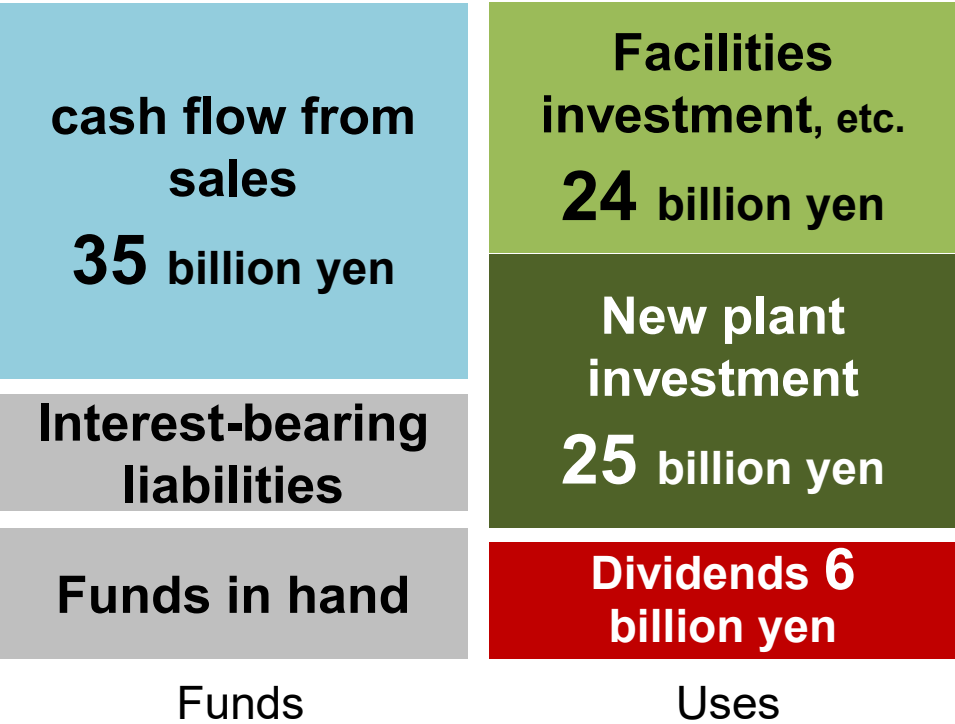 cash flow from
sales
35 billion yen
Interest-bearing
liabilities
Funds in hand
Funds
Facilities
investment, etc.
24 billion yen
New plant
investment
25 billion yen
Dividends 6
billion yen
Uses